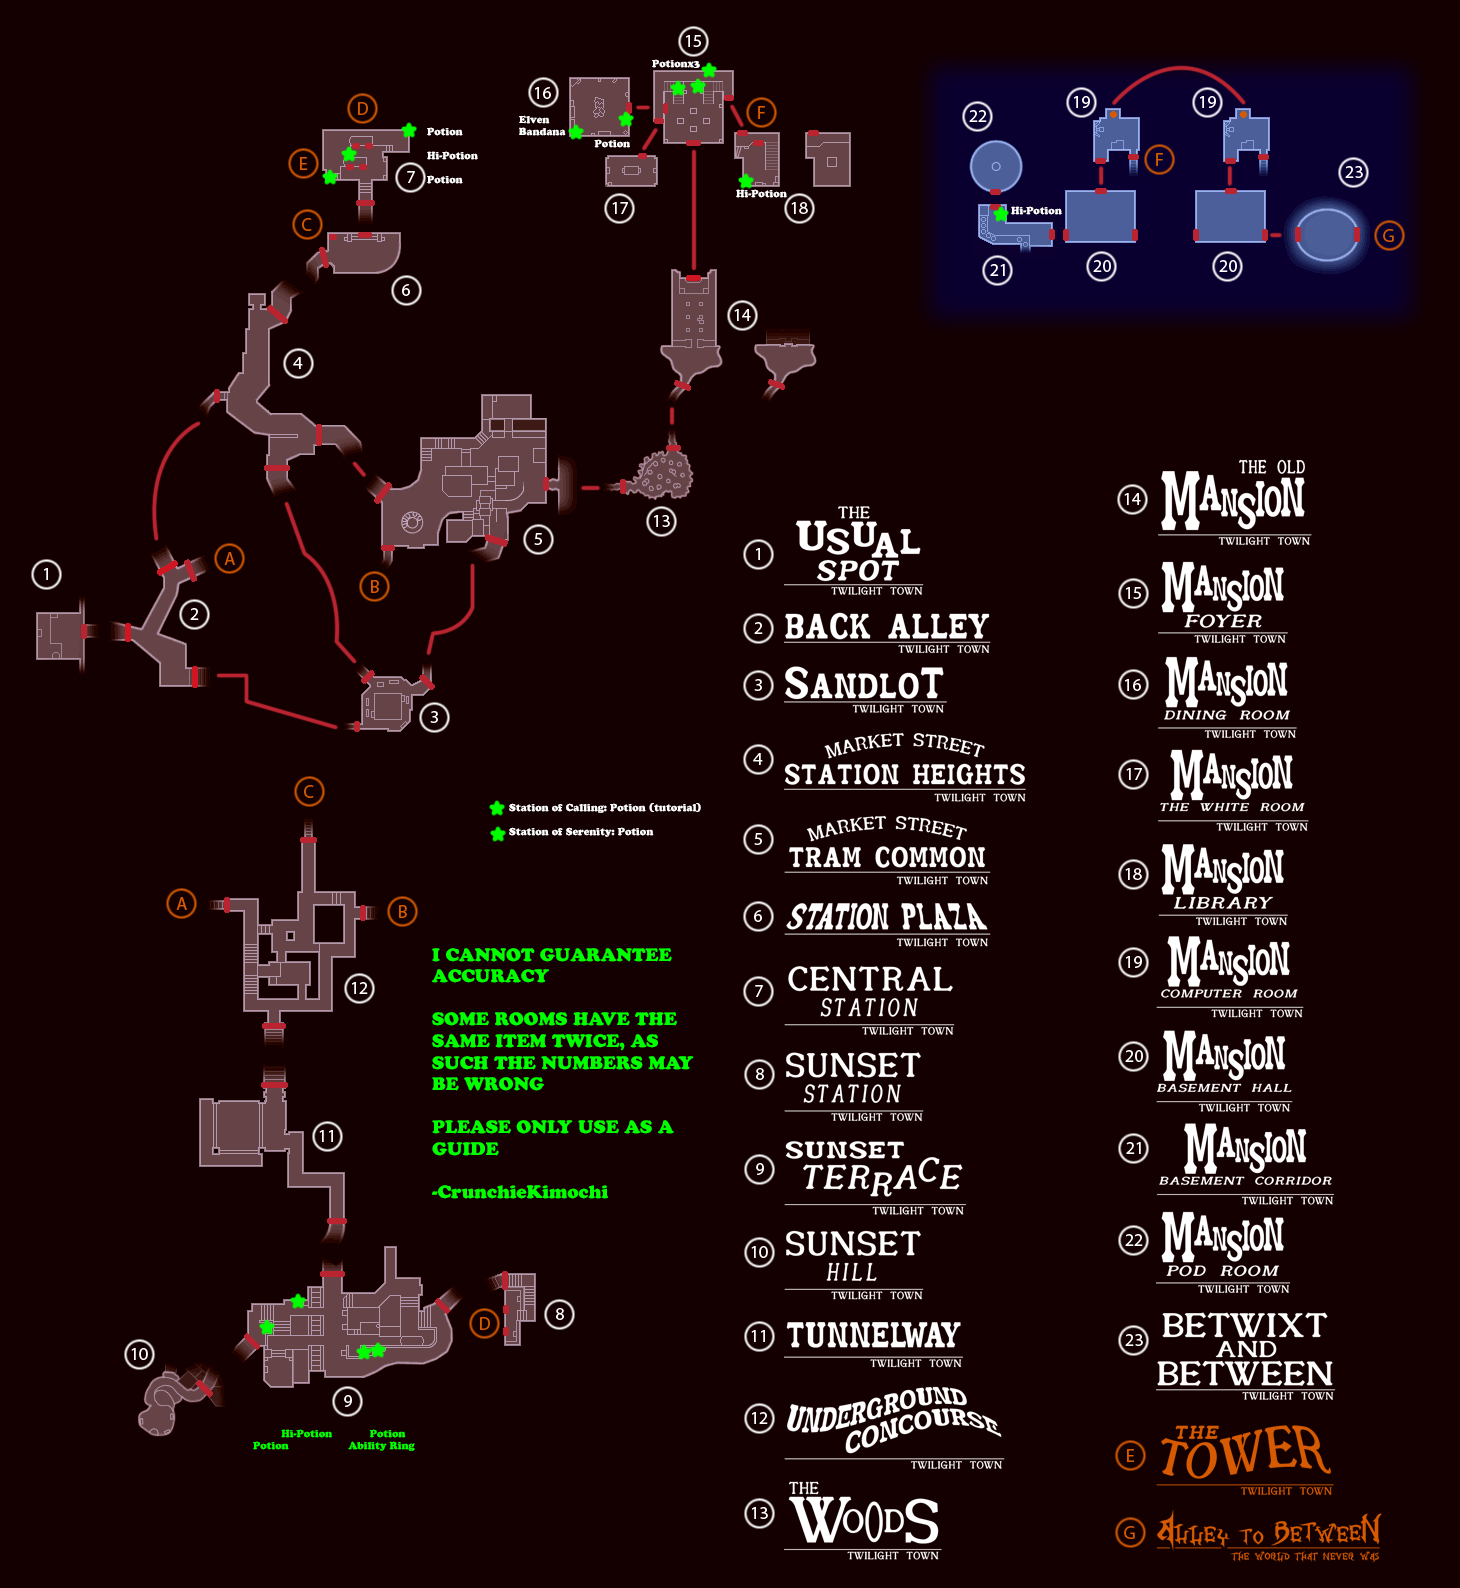 15
Potionx3
16
Elven
Bandana
Potion
F
17
Hi-Potion
18
D
Potion
E
Hi-Potion
7
Potion
C
6
4
14
5
13
B
A
1
2
3
22
19
19
F
23
Hi-Potion
G
21
20
20
C
Station of Calling: Potion (tutorial)
Station of Serenity: Potion
A
B
12
I CANNOT GUARANTEE
ACCURACY
SOME ROOMS HAVE THE
SAME ITEM TWICE, AS
SUCH THE NUMBERS MAY
BE WRONG
PLEASE ONLY USE AS A
GUIDE
-CrunchieKimochi
11
D
8
10
9
Hi-Potion
Potion
Potion
Ability Ring
1
THE
USUAL
SPOT
TWILIGHT TOWN
2
BACK ALLEY
TWILIGHT TOWN
3
SANDLOT
TWILIGHT TOWN
4
MARKET STREET
STATION HEIGHTS
TWILIGHT TOWN
5
MARKET STREET
TRAM COMMON
TWILIGHT TOWN
6
STATION PLAZA
TWILIGHT TOWN
7
CENTRAL
STATION
TWILIGHT TOWN
8
SUNSET
STATION
TWILIGHT TOWN
9
SUNSET
TERRACE
TWILIGHT TOWN
10
SUNSET
HILL
TWILIGHT TOWN
11
TUNNELWAY
TWILIGHT TOWN
12
UNDERGROUND
CONCOURSE
TWILIGHT TOWN
13
THE
WOODS
TWILIGHT TOWN
14
THE OLD
MANSION
TWILIGHT TOWN
15
MANSION
FOYER
TWILIGHT TOWN
16
MANSION
DINING ROOM
TWILIGHT TOWN
17
MANSION
THE WHITE ROOM
TWILIGHT TOWN
18
MANSION
LIBRARY
TWILIGHT TOWN
19
MANSION
COMPUTER ROOM
TWILIGHT TOWN
20
MANSION
BASEMENT HALL
TWILIGHT TOWN
21
MANSION
BASEMENT CORRIDOR
TWILIGHT TOWN
22
MANSION
POD ROOM
TWILIGHT TOWN
23
BETWIXT
AND
BETWEEN
TWILIGHT TOWN
E
THE
TOWER
TWILIGHT TOWN
G
ALLEY TO BETWEEN
THE WORLD THAT NEVER WAS